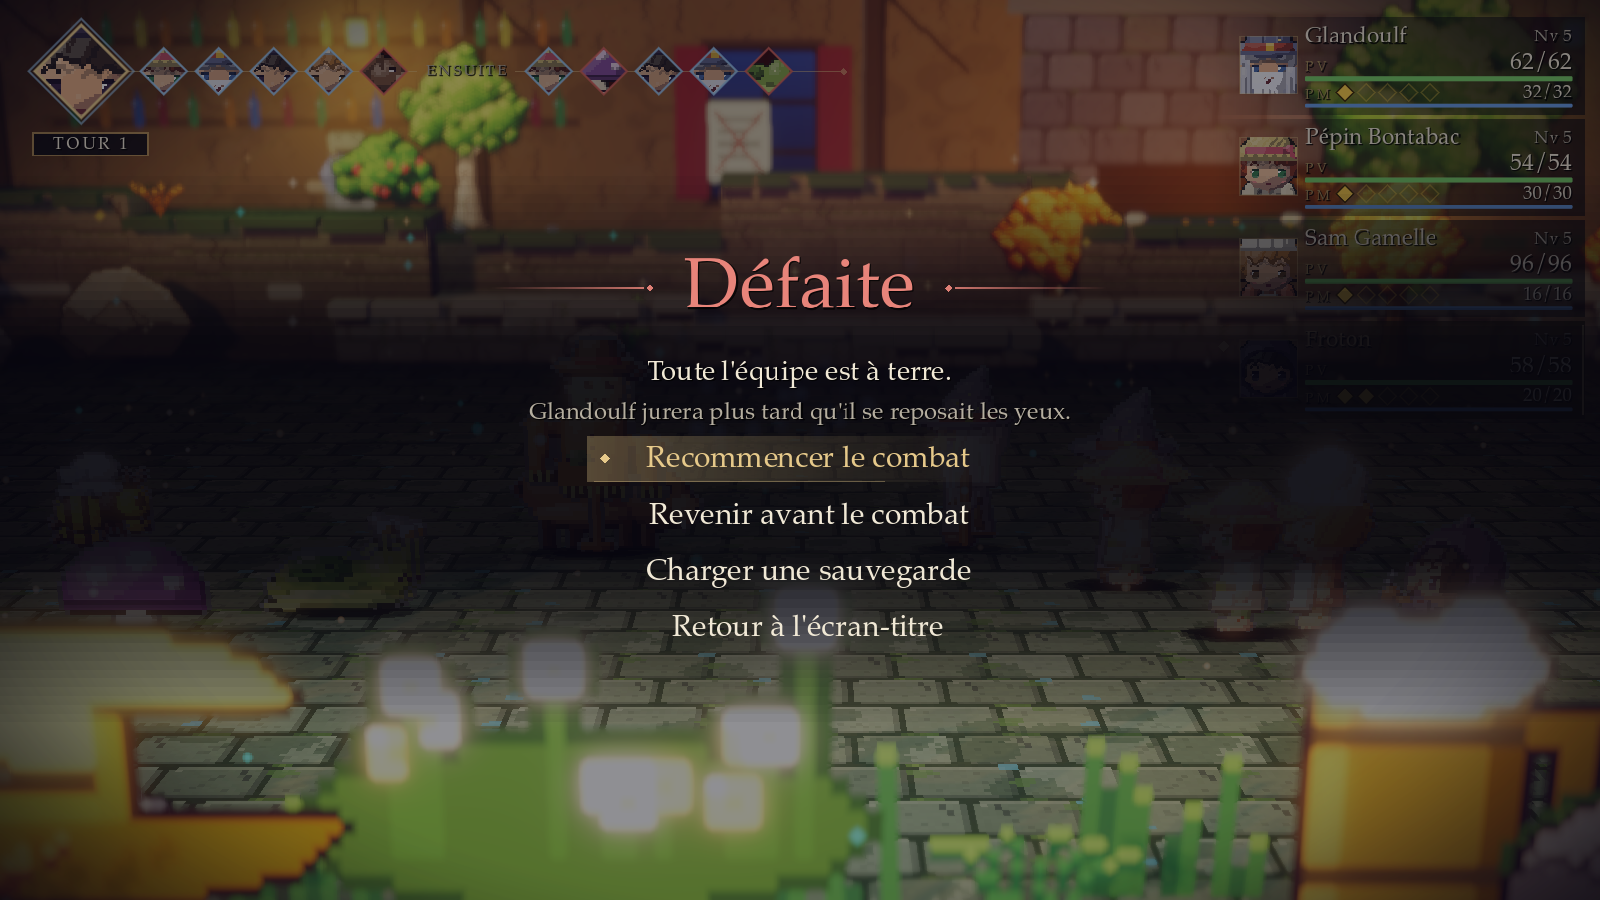 ENSUITE
TOUR 1
Glandoulf Nv 5
PV 62/62
PM 32/32
Pépin Bontabac Nv 5
PV 54/54
PM 30/30
Sam Gamelle Nv 5
PV 96/96
PM 16/16
Froton Nv 5
PV 58/58
PM 20/20
Défaite
Toute l'équipe est à terre.
Glandoulf jurera plus tard qu'il se reposait les yeux.
Recommencer le combat
Revenir avant le combat
Charger une sauvegarde
Retour à l'écran-titre